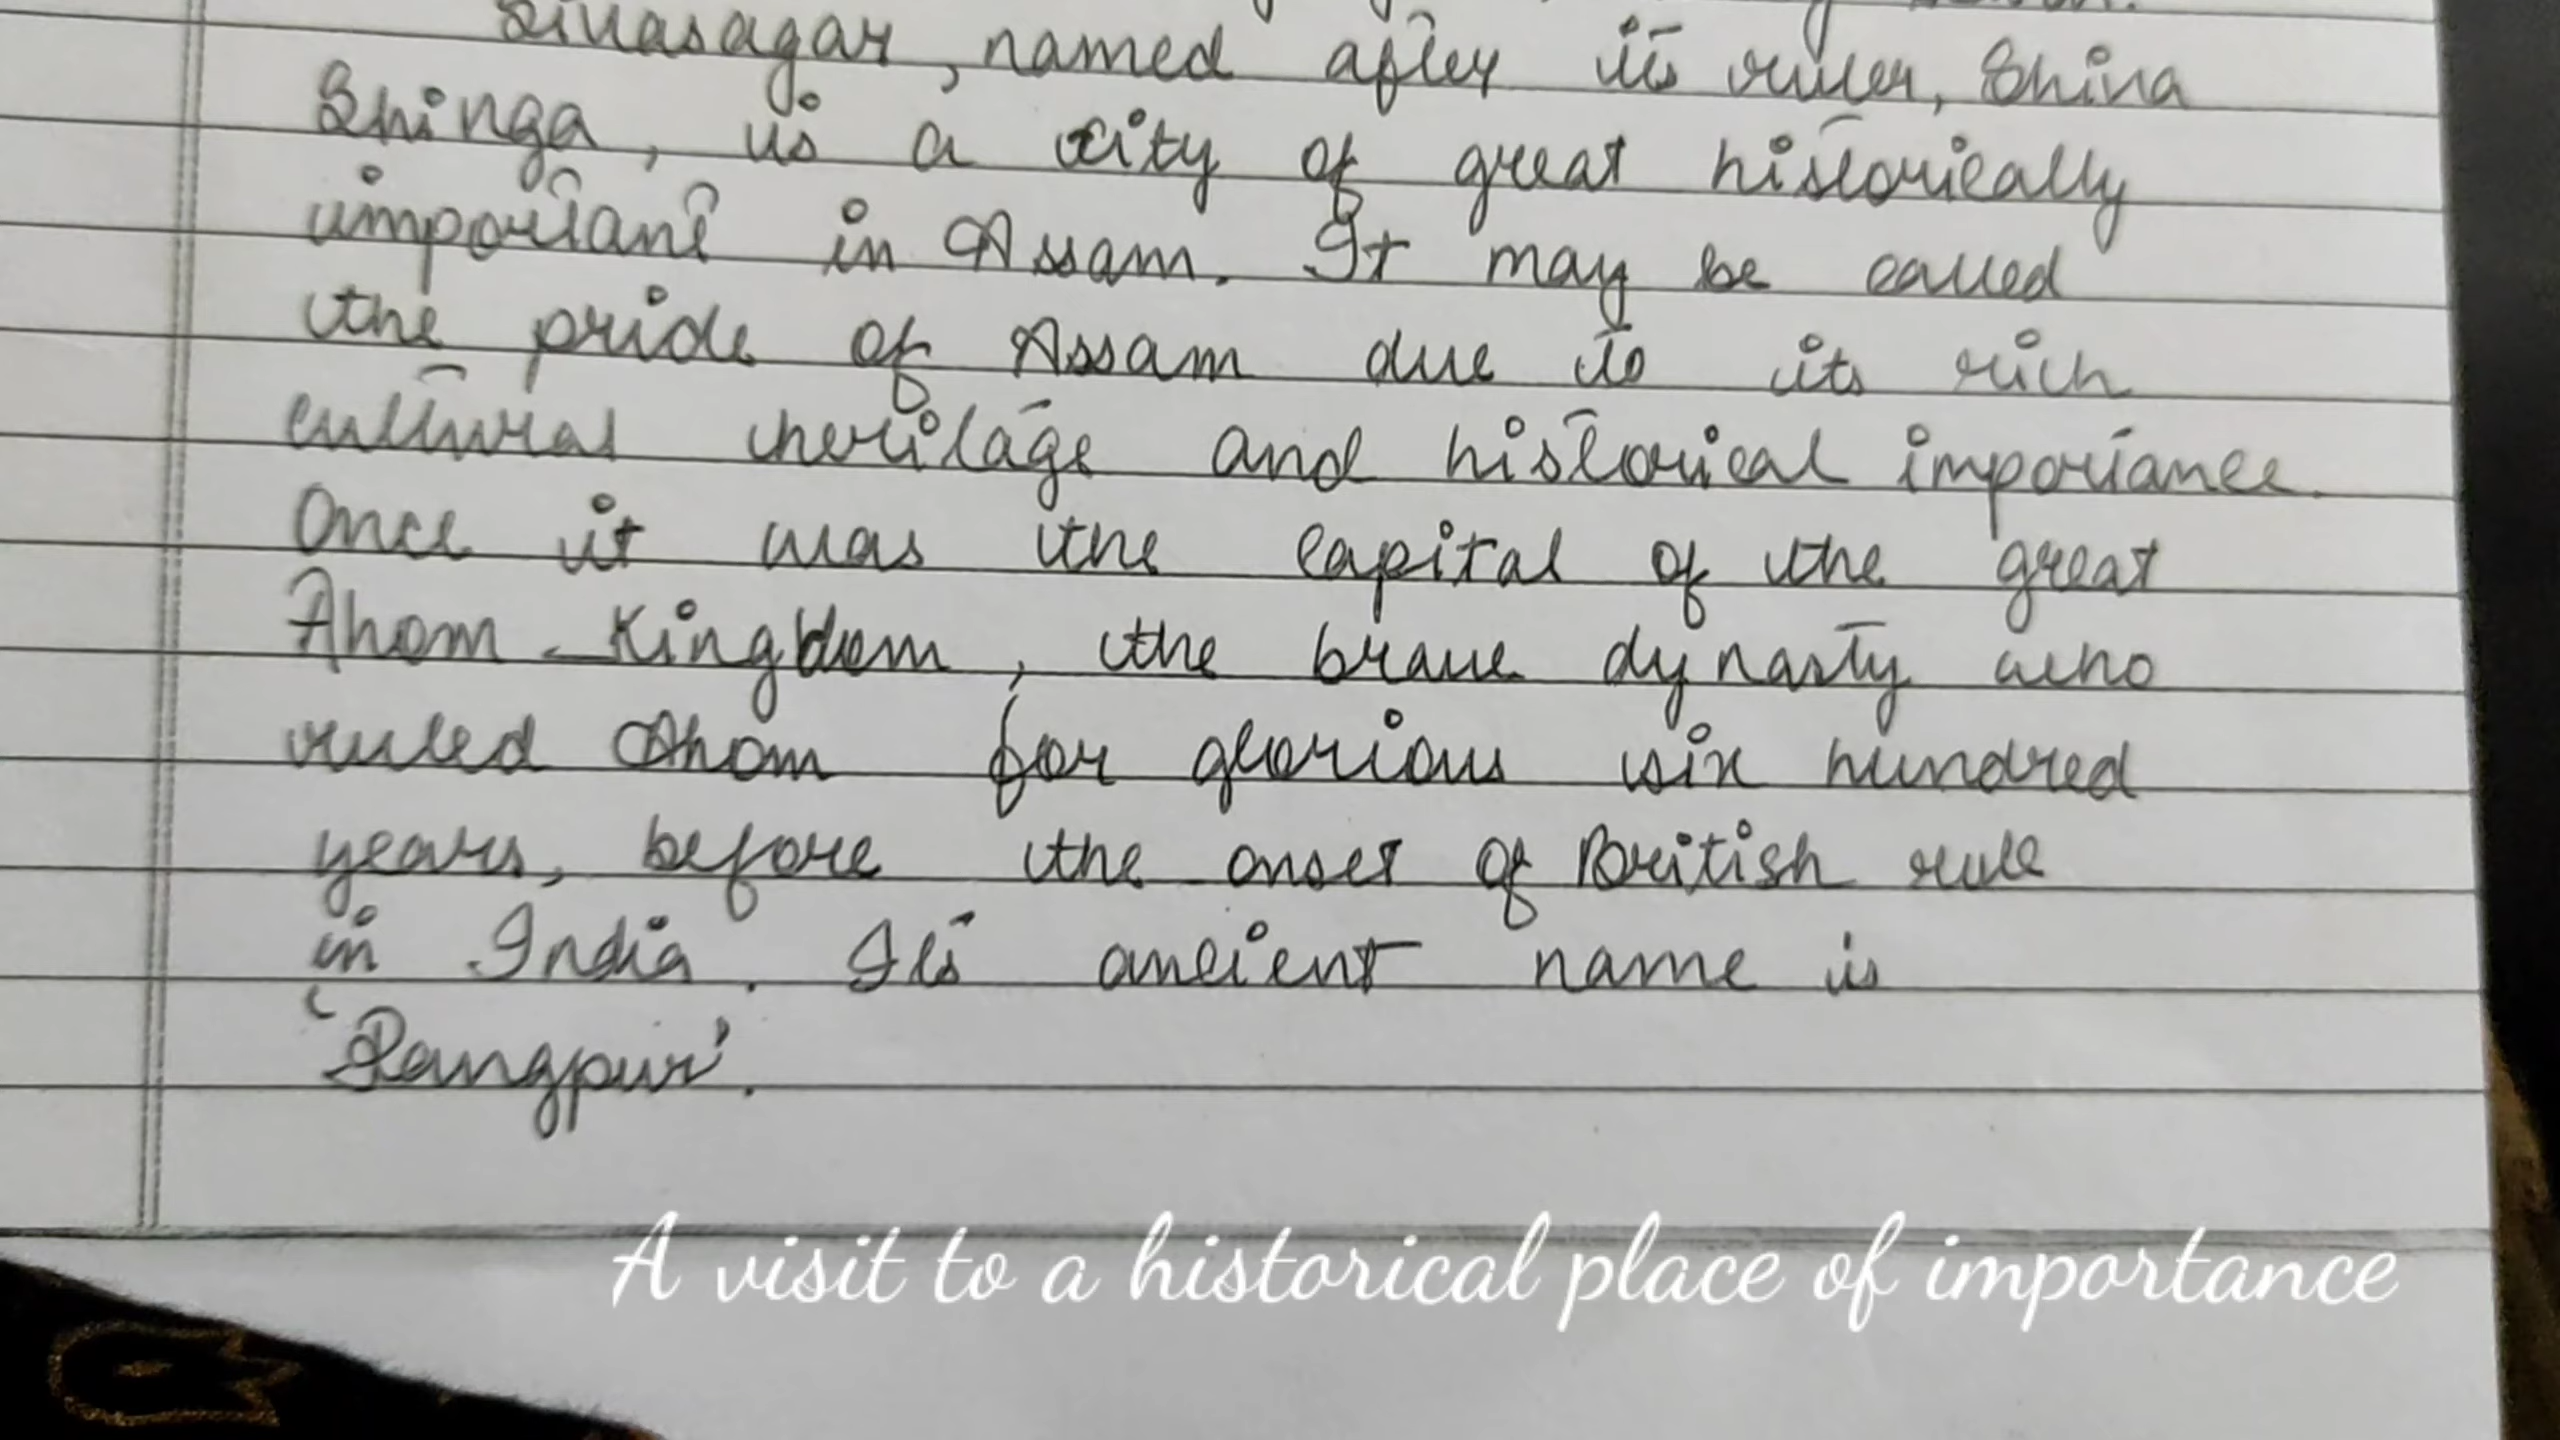 Sivasagar, named after its ruler, Shiva
Shinga, is a city of great historically
important in Assam. It may be called
the pride of Assam due to its rich
cultural heritage and historical importance.
Once it was the capital of the great
Ahom-Kingdom, the brave dynasty who
ruled Ahom for glorious six hundred
years, before the onset of British rule
in India. Its ancient name is
'Rangpur'.
A visit to a historical place of importance